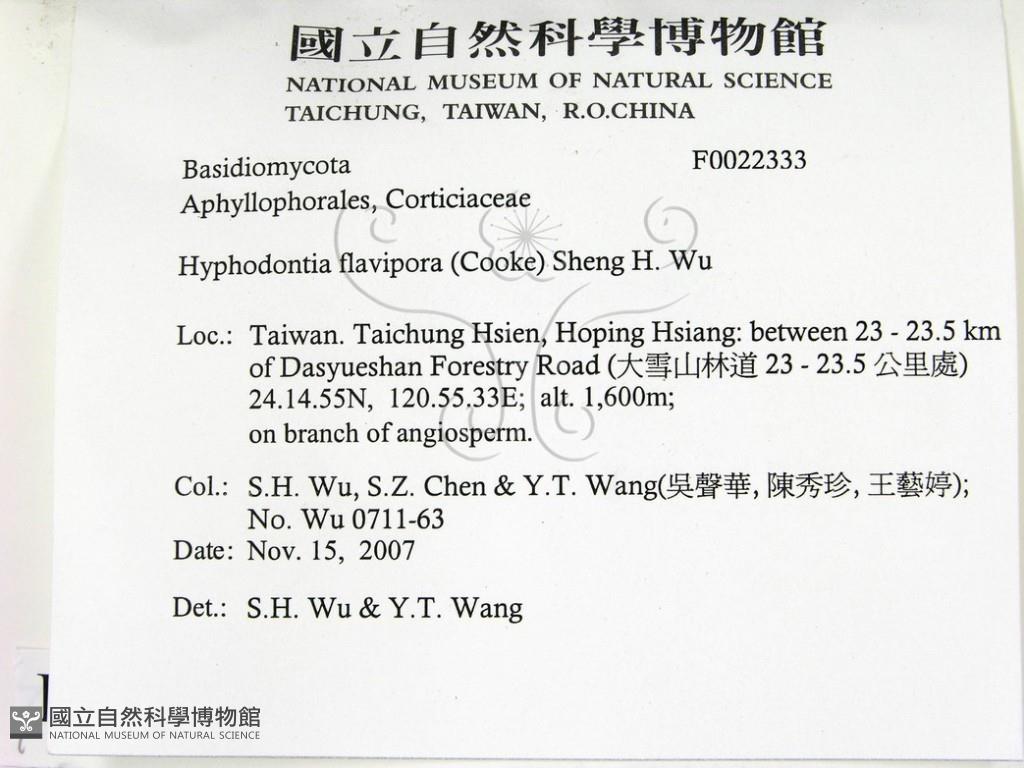 國立自然科學博物館
NATIONAL MUSEUM OF NATURAL SCIENCE
TAICHUNG, TAIWAN, R.O.CHINA
Basidiomycota F0022333
Aphyllophorales, Corticiaceae
Hyphodontia flavipora (Cooke) Sheng H. Wu
Loc.: Taiwan. Taichung Hsien, Hoping Hsiang: between 23 - 23.5 km
of Dasyueshan Forestry Road (大雪山林道 23 - 23.5 公里處)
24.14.55N, 120.55.33E; alt. 1,600m;
on branch of angiosperm.
Col.: S.H. Wu, S.Z. Chen & Y.T. Wang(吳聲華, 陳秀珍, 王藝婷);
No. Wu 0711-63
Date: Nov. 15, 2007
Det.: S.H. Wu & Y.T. Wang
國立自然科學博物館
NATIONAL MUSEUM OF NATURAL SCIENCE